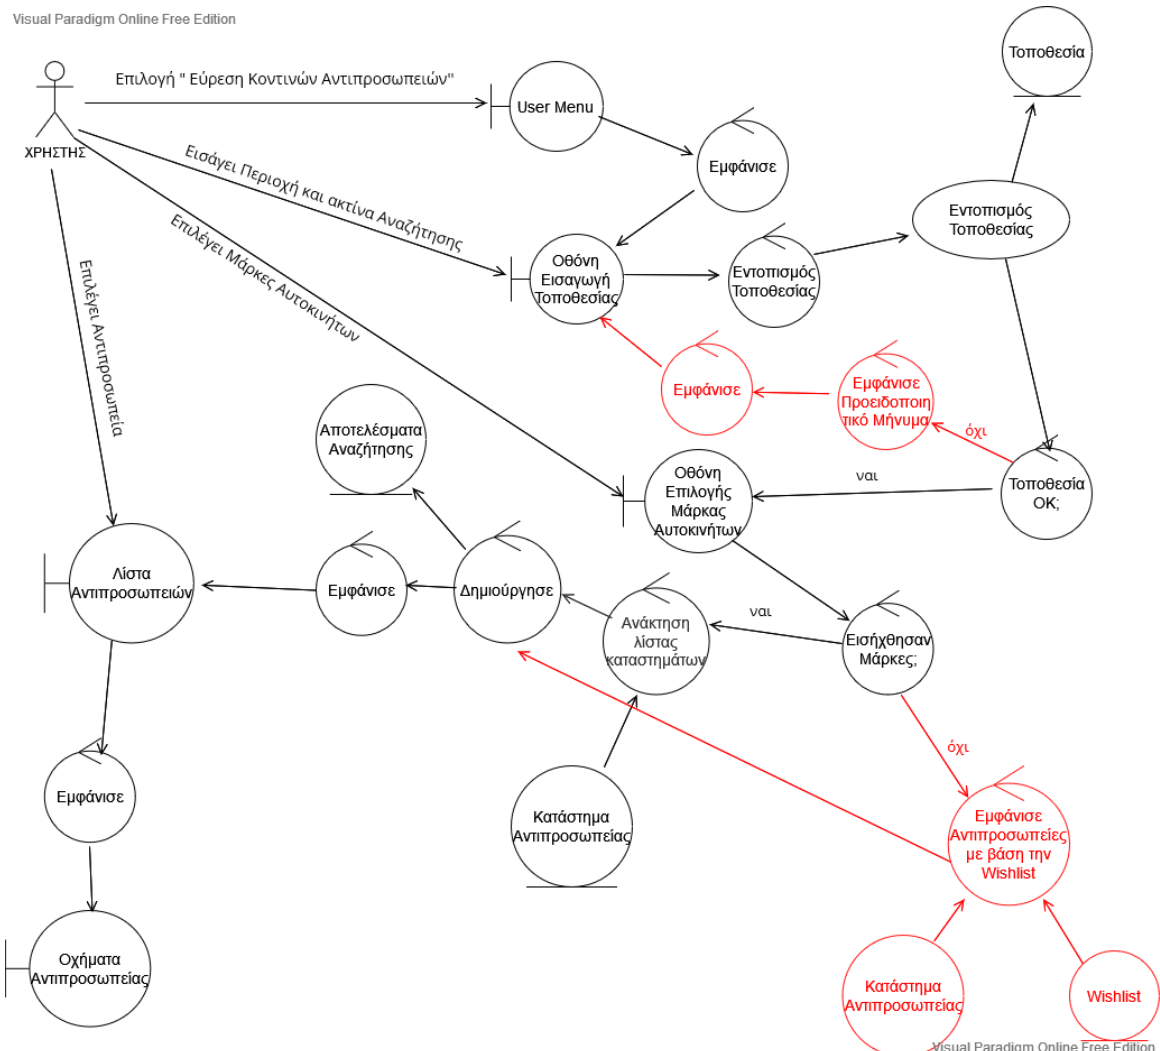 Visual Paradigm Online Free Edition
Τοποθεσία
Επιλογή " Εύρεση Κοντινών Αντιπροσωπειών"
User Menu
ΧΡΗΣΤΗΣ
Εμφάνισε
Εισάγει Περιοχή και ακτίνα Αναζήτησης
Επιλέγει Μάρκες Αυτοκινήτων
Επιλέγει Αντιπροσωπεία
Εντοπισμός
Τοποθεσίας
Οθόνη
Εισαγωγή
Τοποθεσίας
Εντοπισμός
Τοποθεσίας
Εμφάνισε
Εμφάνισε
Προειδοποιη
τικό Μήνυμα
όχι
Αποτελέσματα
Αναζήτησης
Οθόνη
Επιλογής
Μάρκας
Αυτοκινήτων
ναι
Τοποθεσία
ΟΚ;
Λίστα
Αντιπροσωπειών
Εμφάνισε
Δημιούργησε
Ανάκτηση
λίστας
καταστημάτων
ναι
Εισήχθησαν
Μάρκες;
όχι
Εμφάνισε
Κατάστημα
Αντιπροσωπείας
Εμφάνισε
Αντιπροσωπείες
με βάση την
Wishlist
Οχήματα
Αντιπροσωπείας
Κατάστημα
Αντιπροσωπείας
Wishlist
Visual Paradigm Online Free Edition